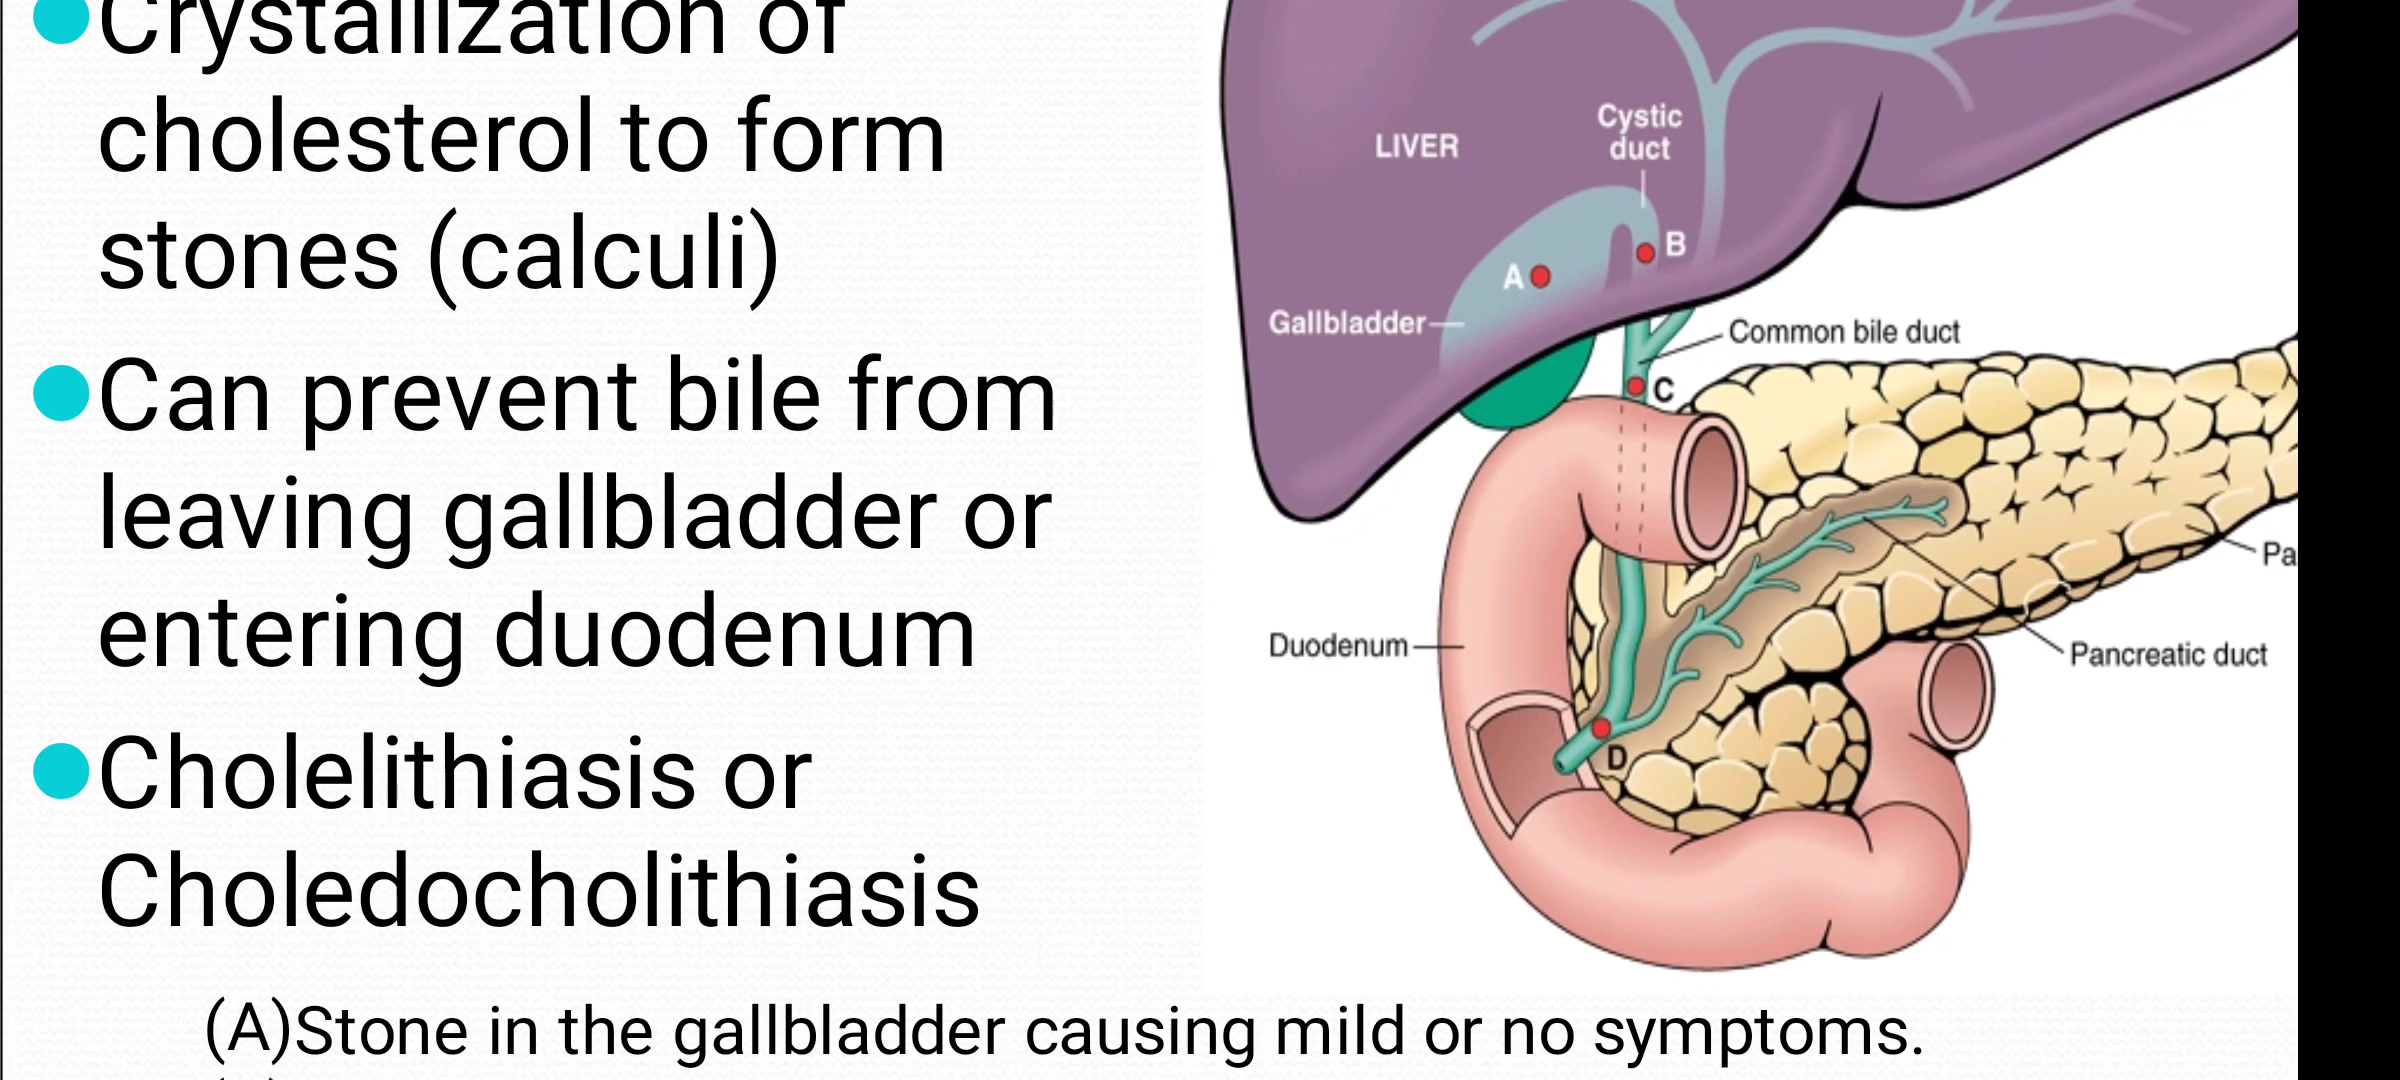 Crystallization of
cholesterol to form
stones (calculi)
Can prevent bile from
leaving gallbladder or
entering duodenum
Cholelithiasis or
Choledocholithiasis
LIVER
Cystic
duct
B
A
Gallbladder
Common bile duct
C
Pa
Duodenum
Pancreatic duct
D
(A)Stone in the gallbladder causing mild or no symptoms.